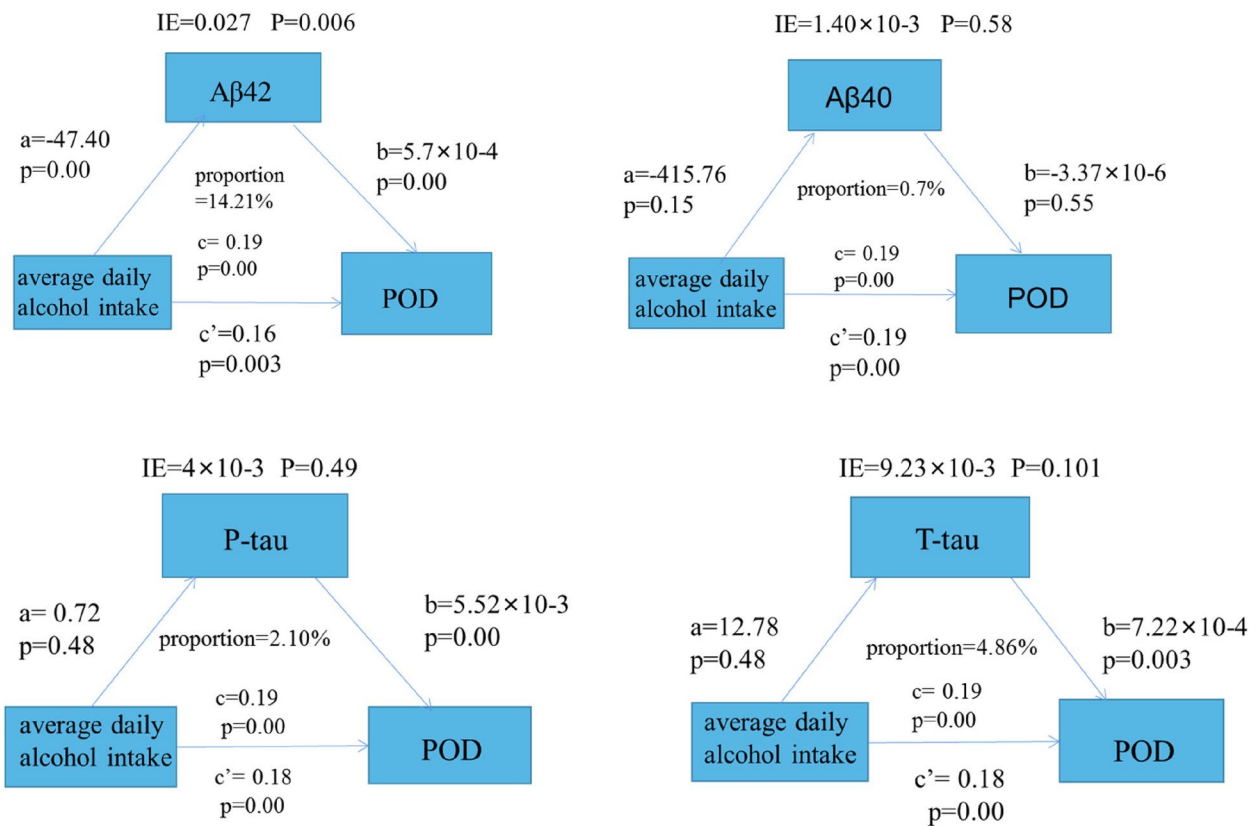 IE=0.027 P=0.006
Aβ42
a=-47.40
p=0.00
b=5.7×10-4
p=0.00
proportion
=14.21%
c= 0.19
p=0.00
average daily
alcohol intake
POD
c’=0.16
p=0.003
IE=1.40×10-3 P=0.58
Aβ40
a=-415.76
p=0.15
b=-3.37×10-6
p=0.55
proportion=0.7%
c= 0.19
p=0.00
average daily
alcohol intake
POD
c’=0.19
p=0.00
IE=4×10-3 P=0.49
P-tau
a= 0.72
p=0.48
b=5.52×10-3
p=0.00
proportion=2.10%
c=0.19
p=0.00
average daily
alcohol intake
POD
c’= 0.18
p=0.00
IE=9.23×10-3 P=0.101
T-tau
a=12.78
p=0.48
b=7.22×10-4
p=0.003
proportion=4.86%
c= 0.19
p=0.00
average daily
alcohol intake
POD
c’= 0.18
p=0.00